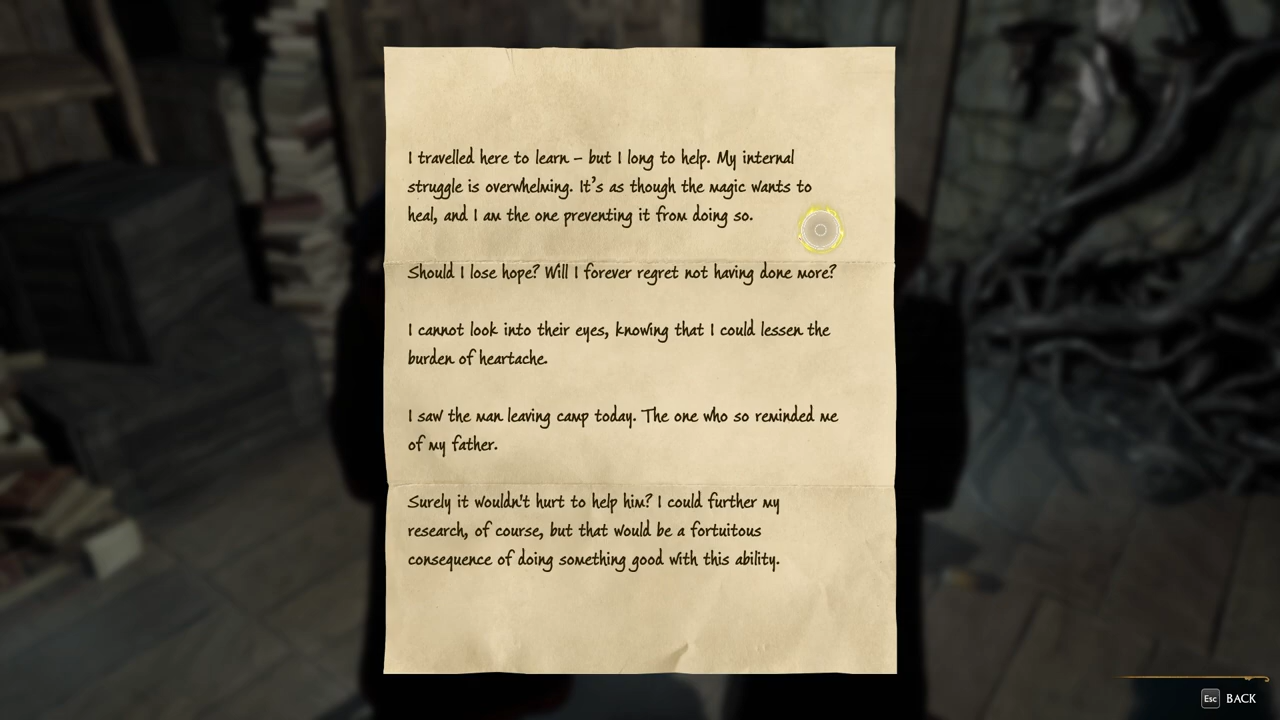 I travelled here to learn – but I long to help. My internal
struggle is overwhelming. It's as though the magic wants to
heal, and I am the one preventing it from doing so.
Should I lose hope? Will I forever regret not having done more?
I cannot look into their eyes, knowing that I could lessen the
burden of heartache.
I saw the man leaving camp today. The one who so reminded me
of my father.
Surely it wouldn't hurt to help him? I could further my
research, of course, but that would be a fortuitous
consequence of doing something good with this ability.
Esc BACK